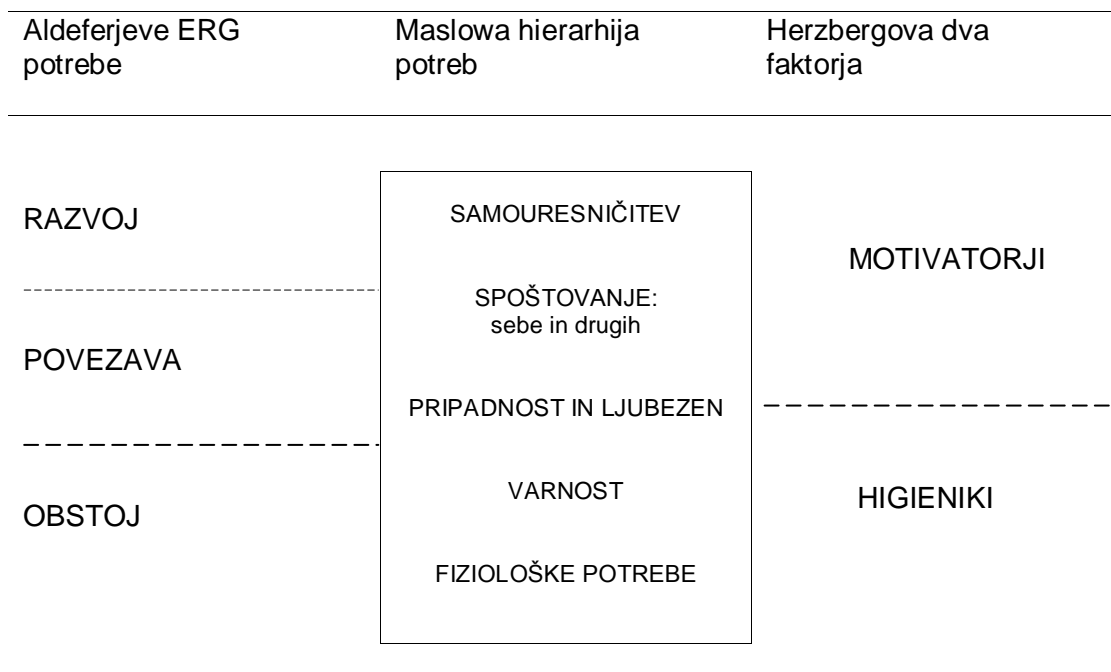 Aldeferjeve ERG
potrebe
Maslowa hierarhija
potreb
Herzbergova dva
faktorja
RAZVOJ
POVEZAVA
OBSTOJ
SAMOURESNIČITEV
SPOŠTOVANJE:
sebe in drugih
PRIPADNOST IN LJUBEZEN
VARNOST
FIZIOLOŠKE POTREBE
MOTIVATORJI
HIGIENIKI